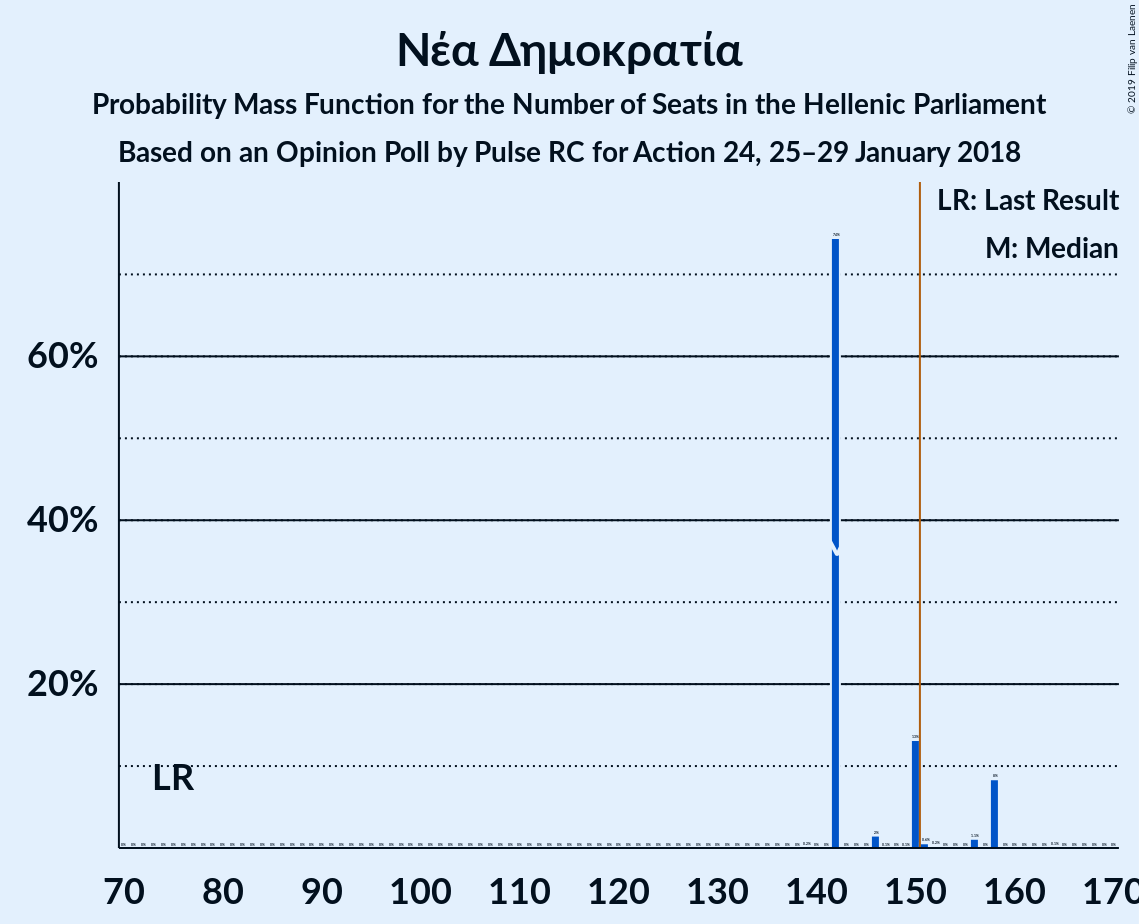 Νέα Δημοκρατία
Probability Mass Function for the Number of Seats in the Hellenic Parliament
Based on an Opinion Poll by Pulse RC for Action 24, 25–29 January 2018
© 2019 Filip van Laenen
LR: Last Result
M: Median
60%
40%
20%
LR
70 80 90 100 110 120 130 140 150 160 170